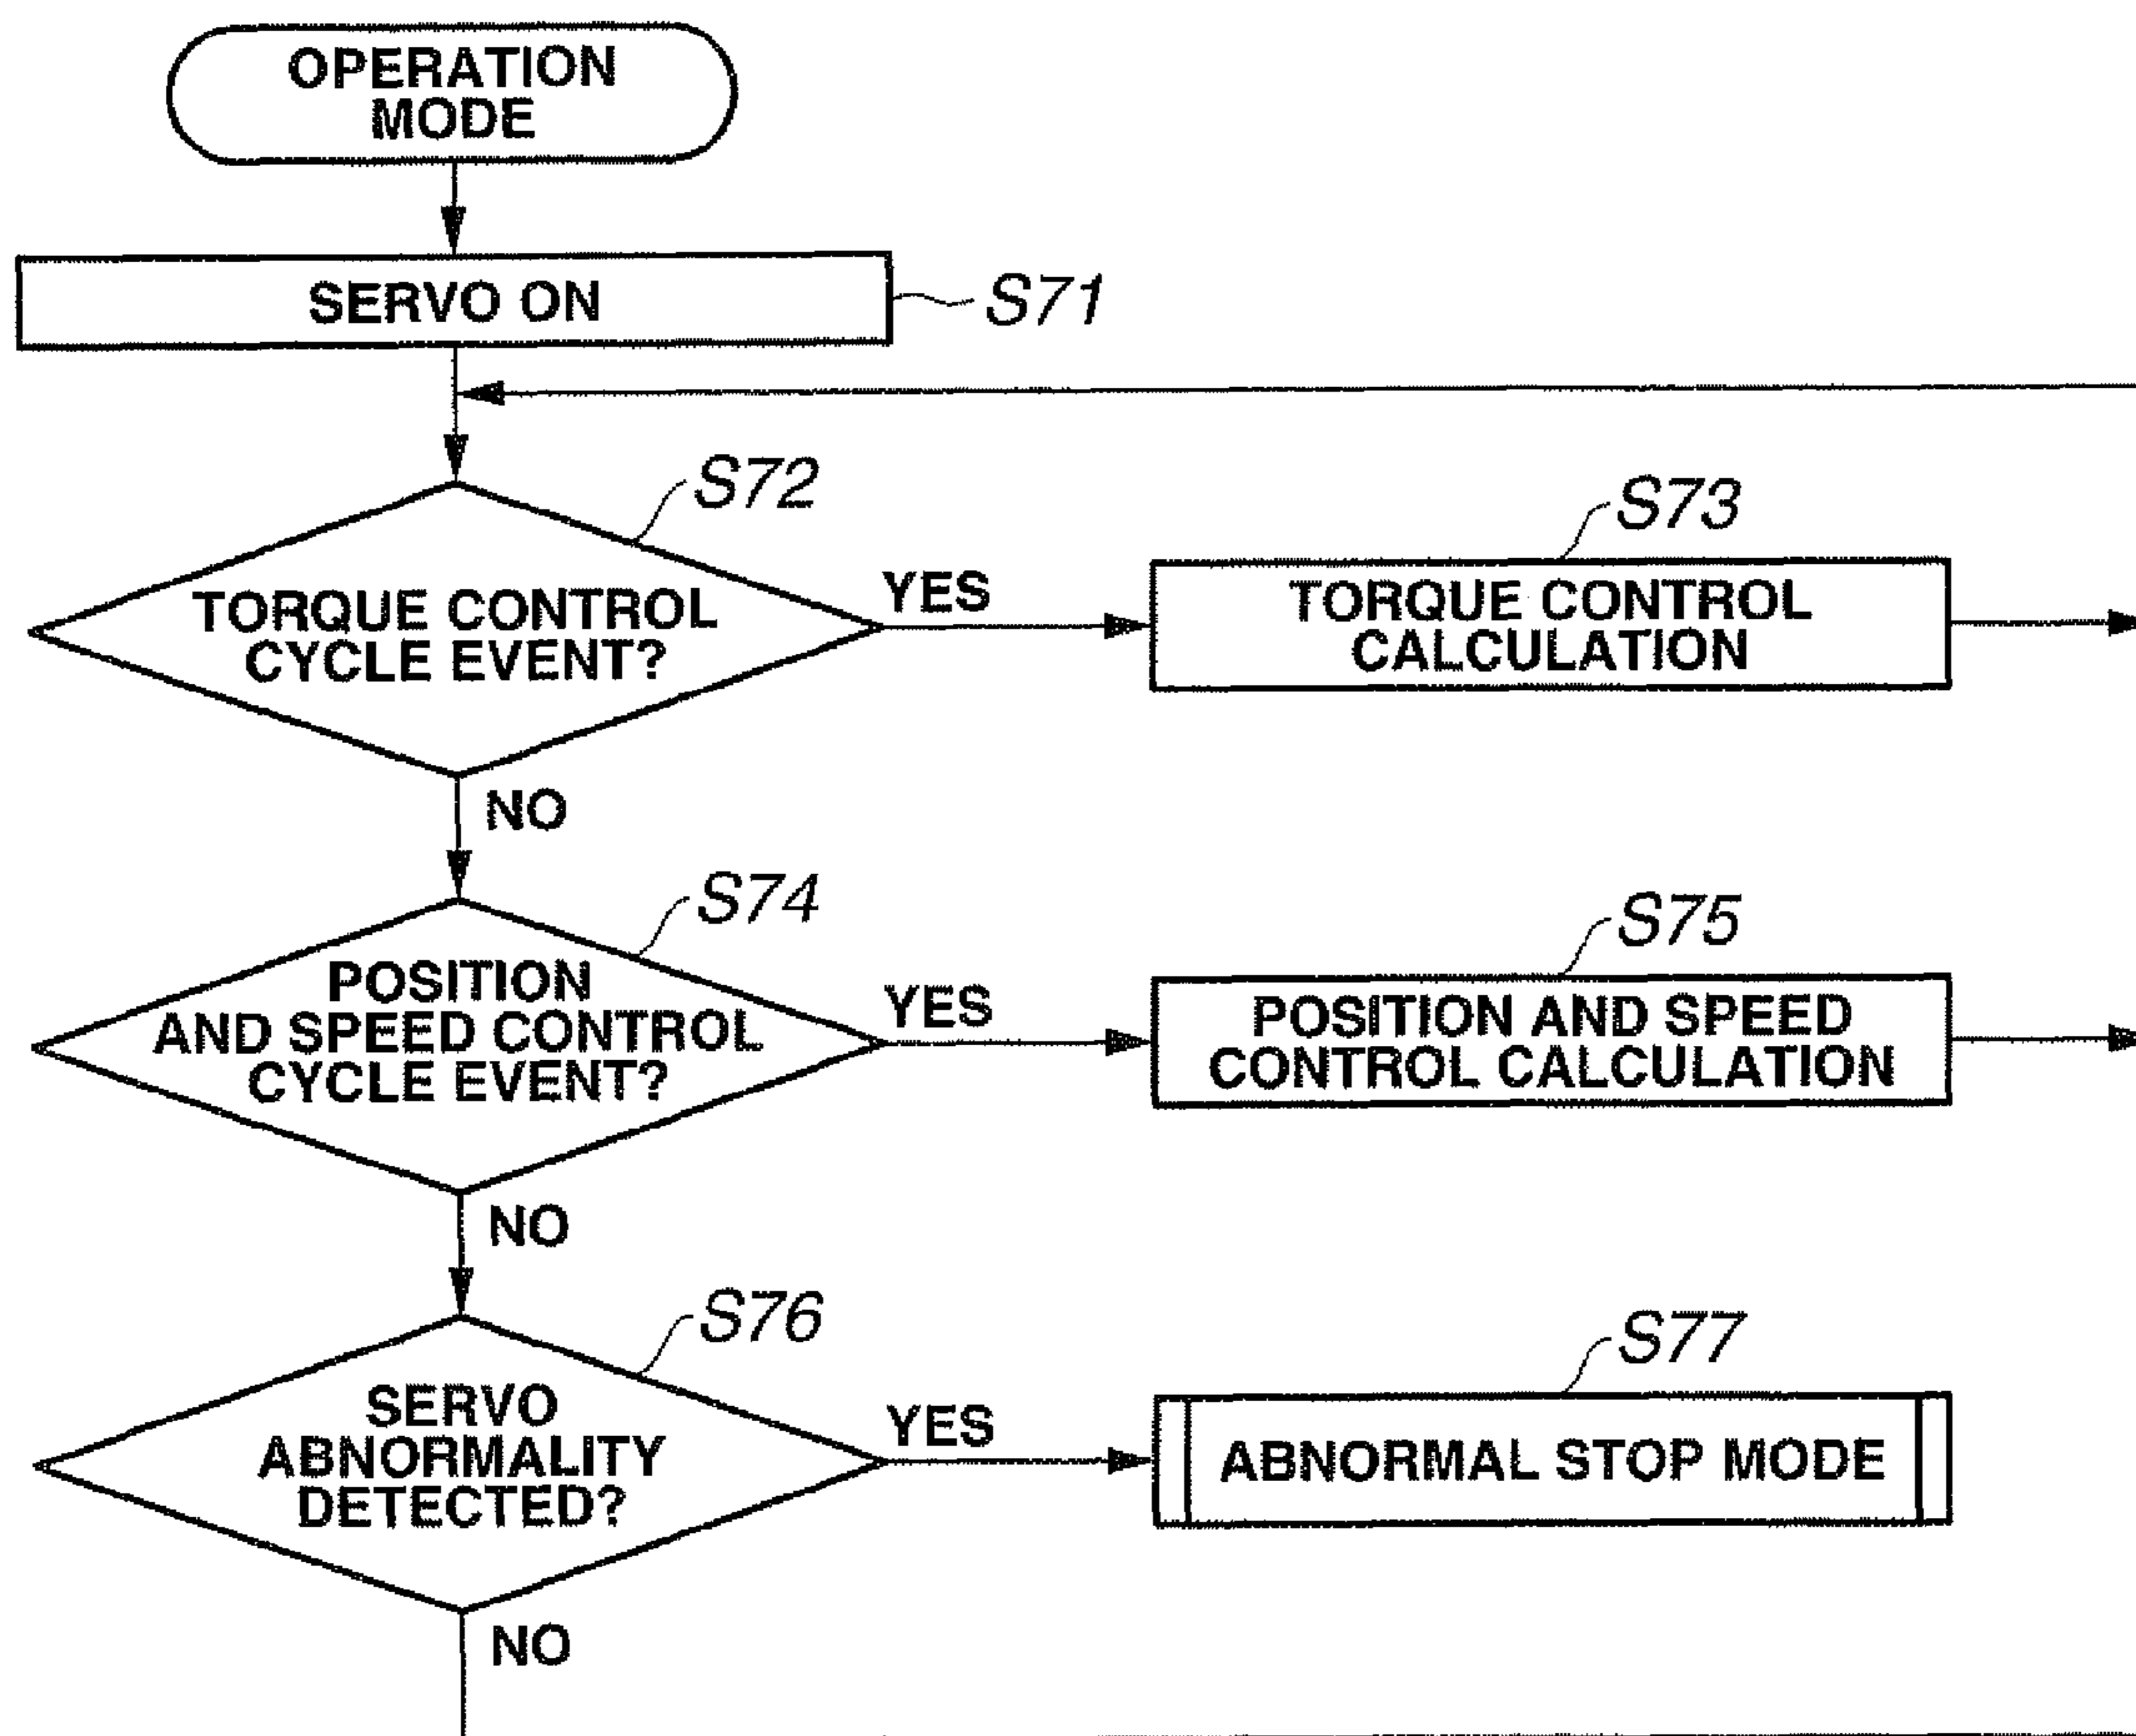 OPERATION
MODE
SERVO ON
S71
S72
TORQUE CONTROL
CYCLE EVENT?
YES
S73
TORQUE CONTROL
CALCULATION
NO
S74
POSITION
AND SPEED CONTROL
CYCLE EVENT?
YES
S75
POSITION AND SPEED
CONTROL CALCULATION
NO
S76
SERVO
ABNORMALITY
DETECTED?
YES
S77
ABNORMAL STOP MODE
NO